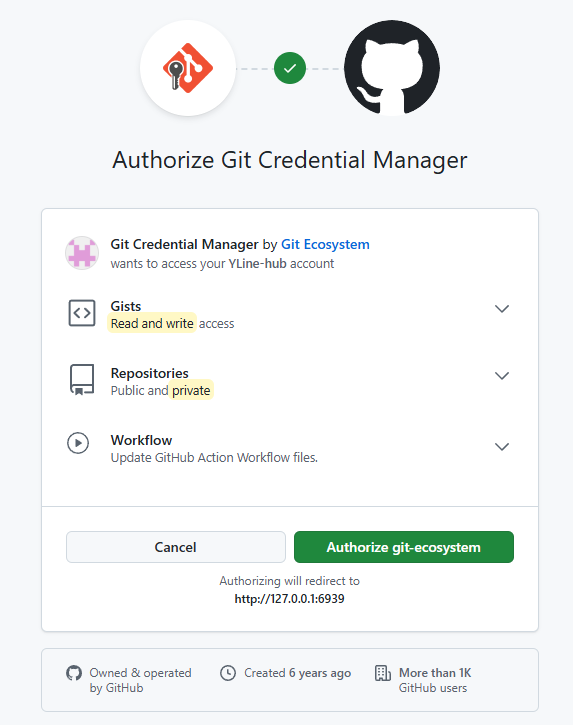 Authorize Git Credential Manager
Git Credential Manager by Git Ecosystem
wants to access your YLine-hub account
Gists
Read and write access
Repositories
Public and private
Workflow
Update GitHub Action Workflow files.
Cancel
Authorize git-ecosystem
Authorizing will redirect to
http://127.0.0.1:6939
Owned & operated
by GitHub
Created 6 years ago
More than 1K
GitHub users